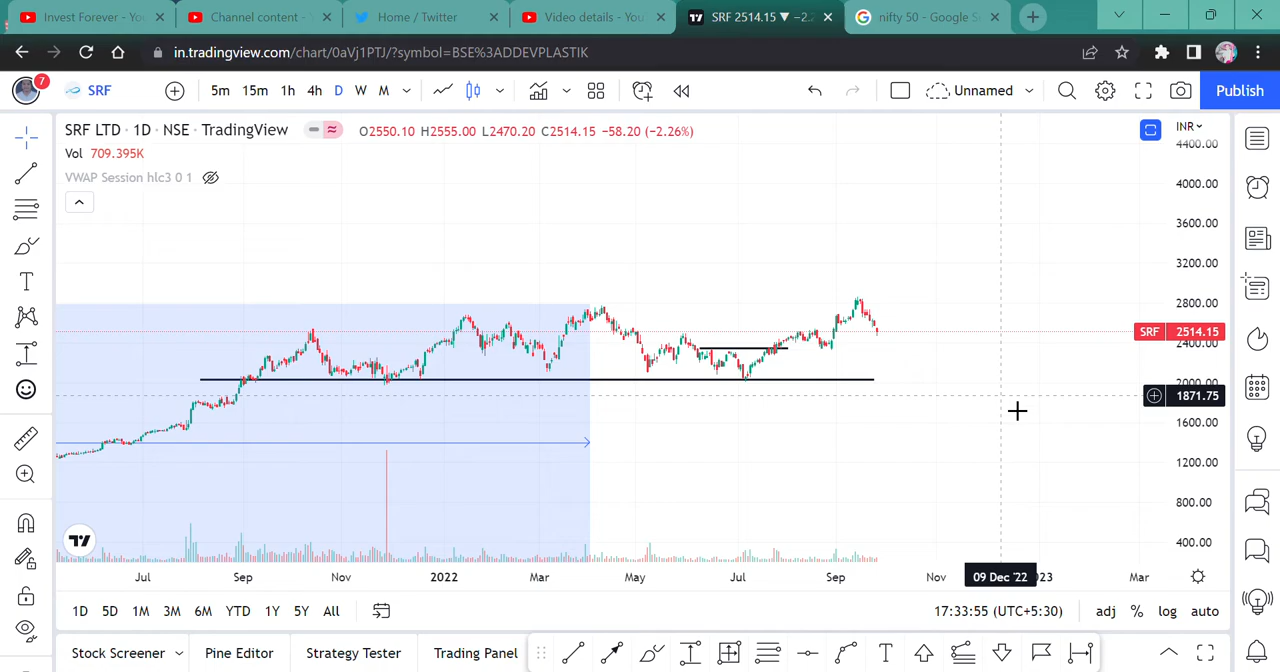 Invest Forever - Yo
Channel content -
Home / Twitter
Video details - You
SRF 2514.15 ▼ −2.
nifty 50 - Google S
in.tradingview.com/chart/0aVj1PTJ/?symbol=BSE%3ADDEVPLASTIK
7
SRF
5m 15m 1h 4h D W M
Unnamed
Publish
SRF LTD · 1D · NSE · TradingView
O2550.10 H2555.00 L2470.20 C2514.15 −58.20 (−2.26%)
Vol 709.395K
VWAP Session hlc3 0 1
INR
4400.00
4000.00
3600.00
3200.00
2800.00
SRF 2514.15
2400.00
2000.00
1871.75
1600.00
1200.00
800.00
400.00
Jul Sep Nov 2022 Mar May Jul Sep Nov 09 Dec '22 023 Mar
1D 5D 1M 3M 6M YTD 1Y 5Y All
17:33:55 (UTC+5:30) adj % log auto
Stock Screener Pine Editor Strategy Tester Trading Panel